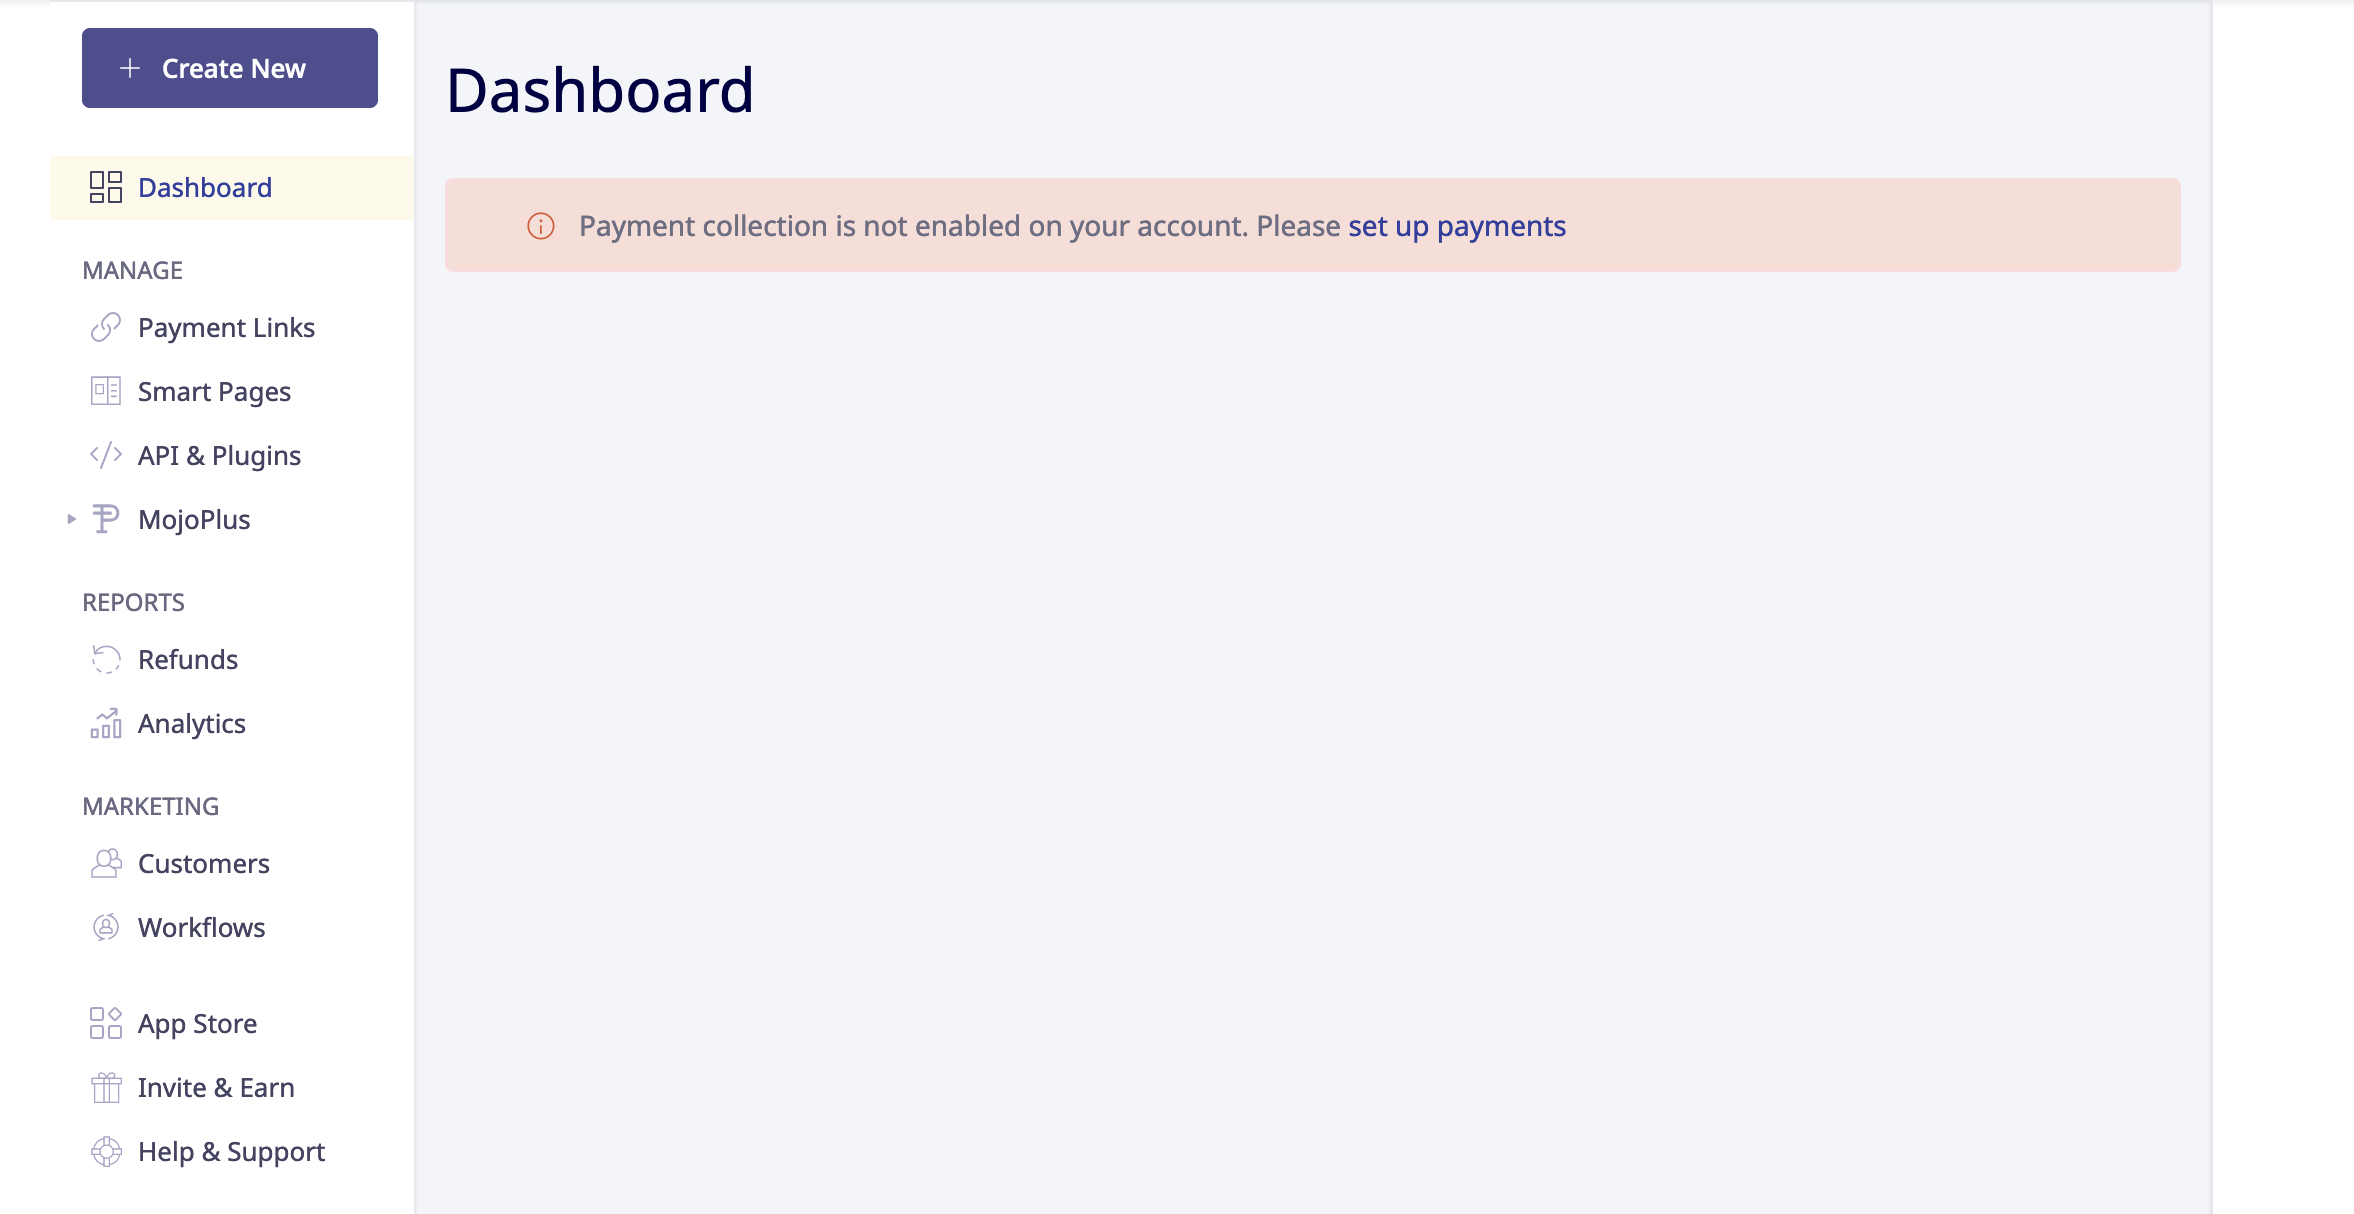 Create New
Dashboard
MANAGE
Payment Links
Smart Pages
API & Plugins
MojoPlus
REPORTS
Refunds
Analytics
MARKETING
Customers
Workflows
App Store
Invite & Earn
Help & Support
Dashboard
Payment collection is not enabled on your account. Please set up payments